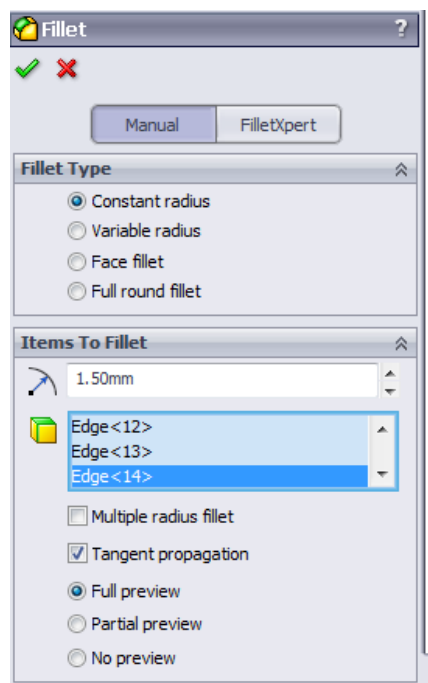 Fillet ?
Manual FilletXpert
Fillet Type
Constant radius
Variable radius
Face fillet
Full round fillet
Items To Fillet
1.50mm
Edge<12>
Edge<13>
Edge<14>
Multiple radius fillet
Tangent propagation
Full preview
Partial preview
No preview